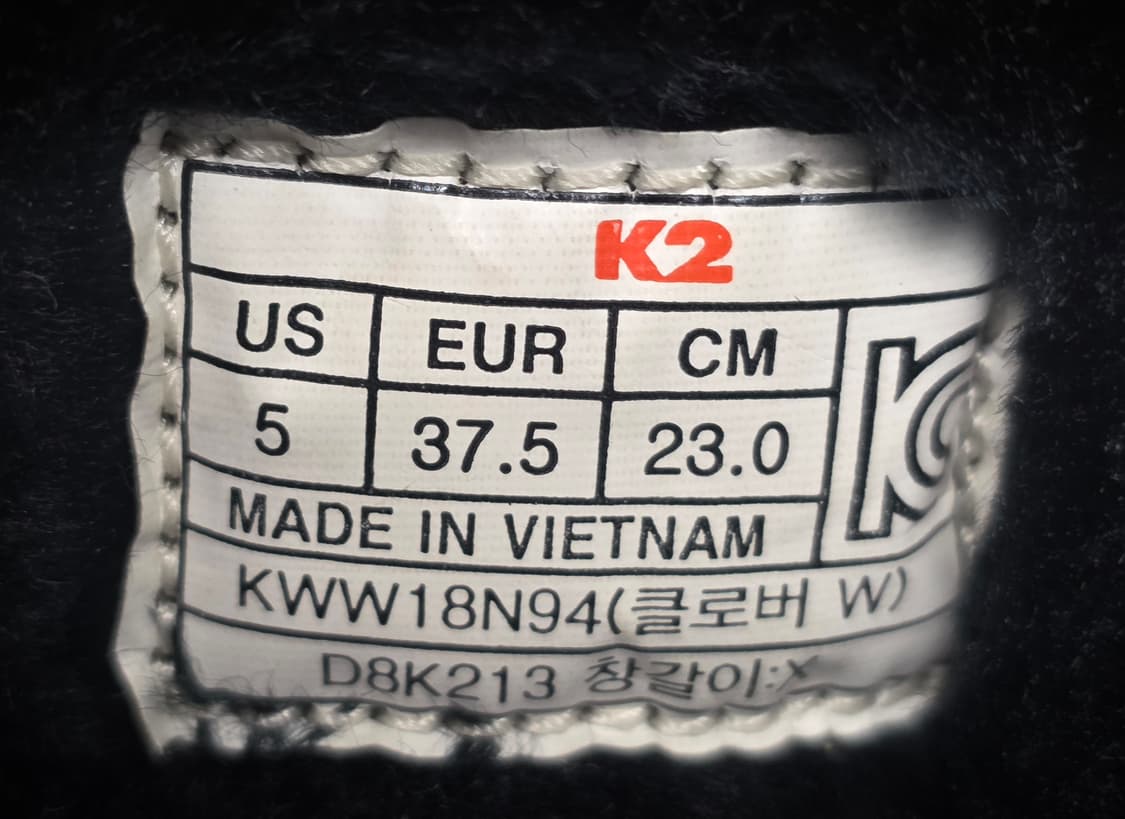 K2
US EUR CM
5 37.5 23.0
MADE IN VIETNAM
KWW18N94(클로버 W)
D8K213 창갈이:X